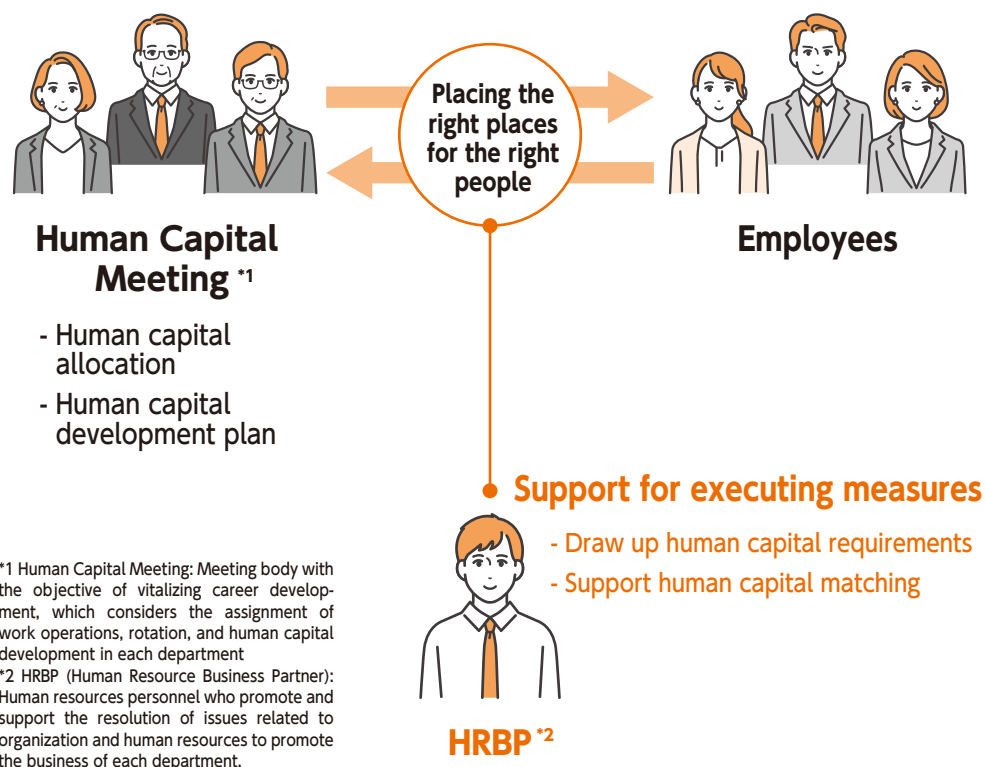 Placing the
right places
for the right
people
Human Capital
Meeting *1
- Human capital
allocation
- Human capital
development plan
Employees
Support for executing measures
- Draw up human capital requirements
- Support human capital matching
HRBP *2
*1 Human Capital Meeting: Meeting body with
the objective of vitalizing career develop-
ment, which considers the assignment of
work operations, rotation, and human capital
development in each department
*2 HRBP (Human Resource Business Partner):
Human resources personnel who promote and
support the resolution of issues related to
organization and human resources to promote
the business of each department.